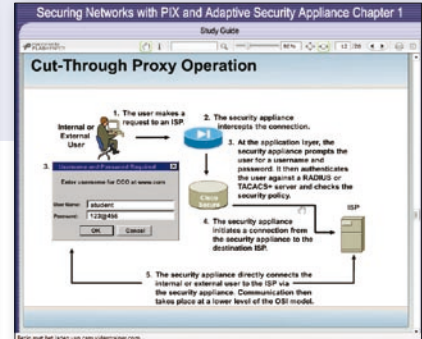 Securing Networks with PIX and Adaptive Security Appliance Chapter 1
Study Guide
Cut-Through Proxy Operation
1. The user makes a
request to an ISP.
Internal or
External
User
2. The security appliance
intercepts the connection.
3. At the application layer, the
security appliance prompts
the user for a username and
password. It then authenticates
the user against a RADIUS or
TACACS+ server and checks the
security policy.
3.
Username and Password Required
Enter username for CCO at www.com
User Name: student
Password: 123@456
OK Cancel
Cisco
Secure
ISP
4. The security appliance
initiates a connection from
the security appliance to the
destination ISP.
5. The security appliance directly connects the
internal or external user to the ISP via
the security appliance. Communication then
takes place at a lower level of the OSI model.